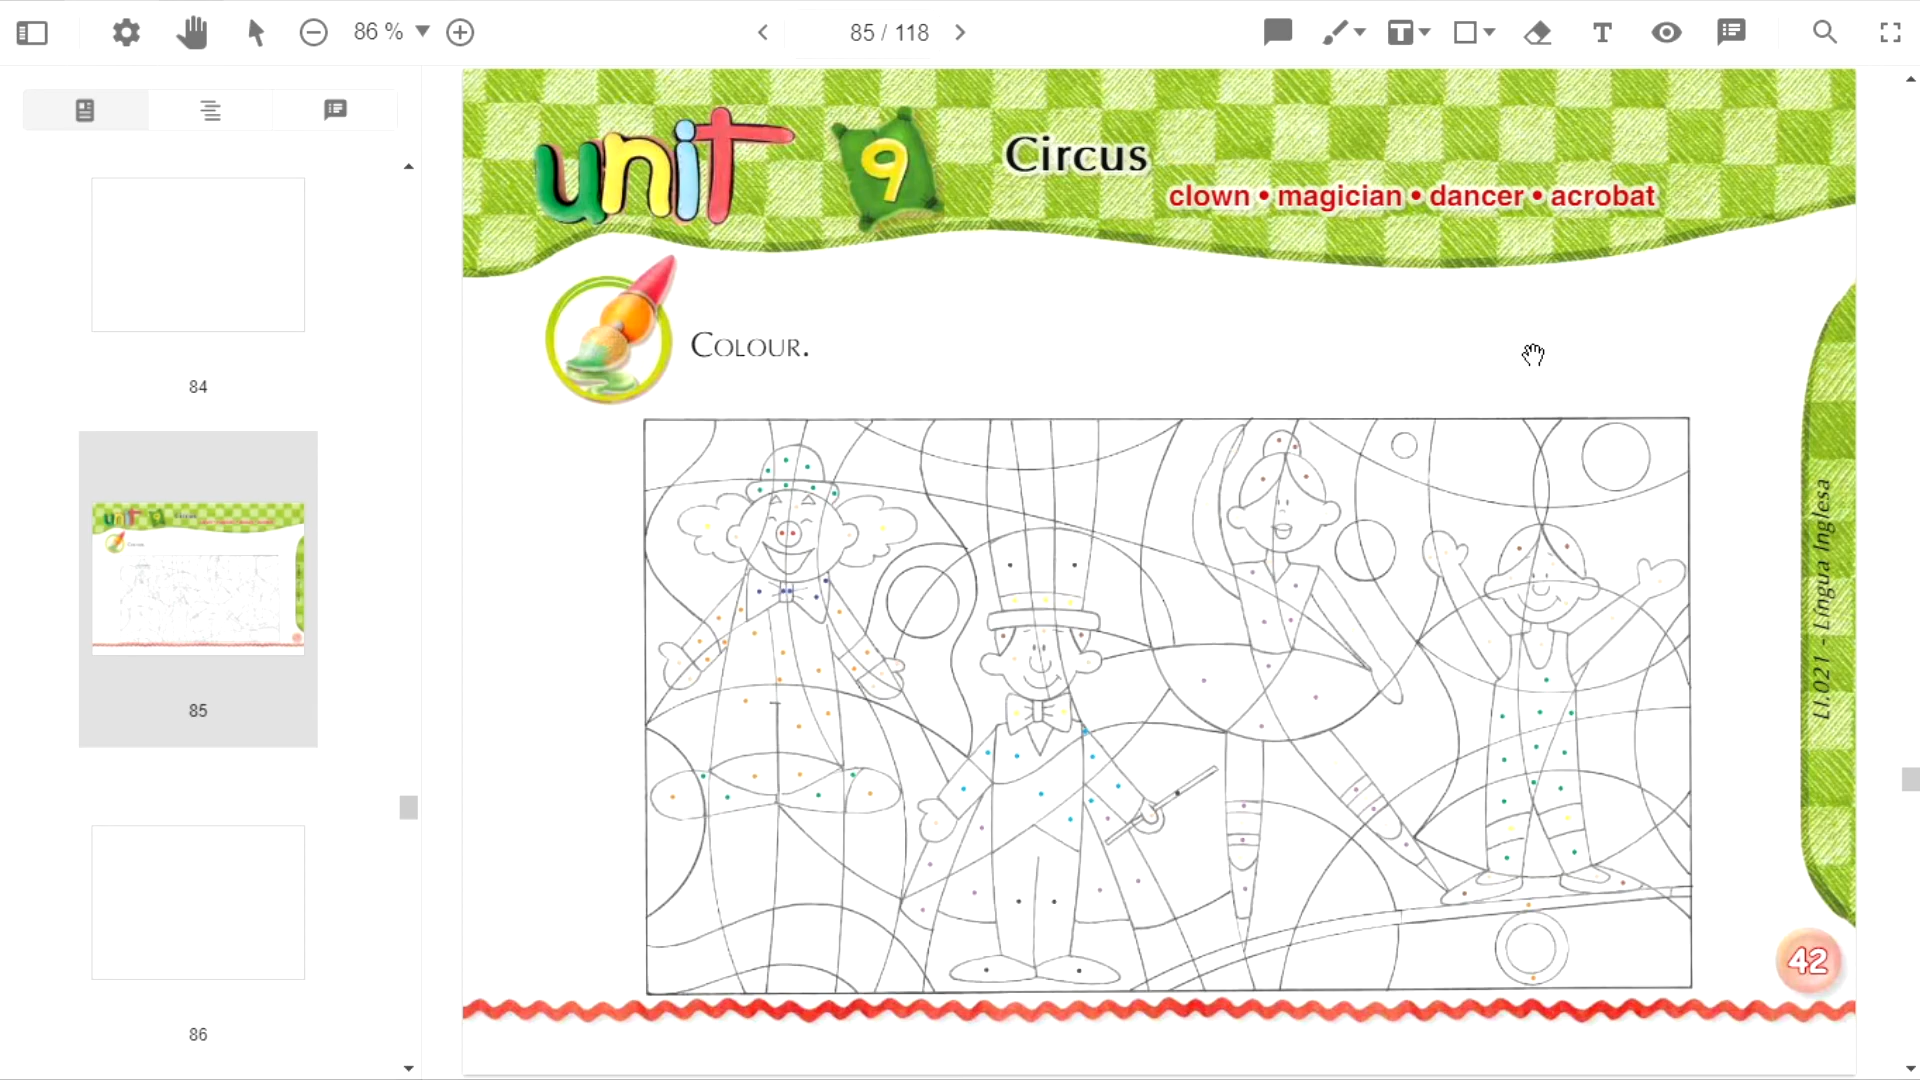 86 %
85 / 118
unit 9
Circus
clown • magician • dancer • acrobat
COLOUR.
84
85
86
LI.021 - Língua Inglesa
42